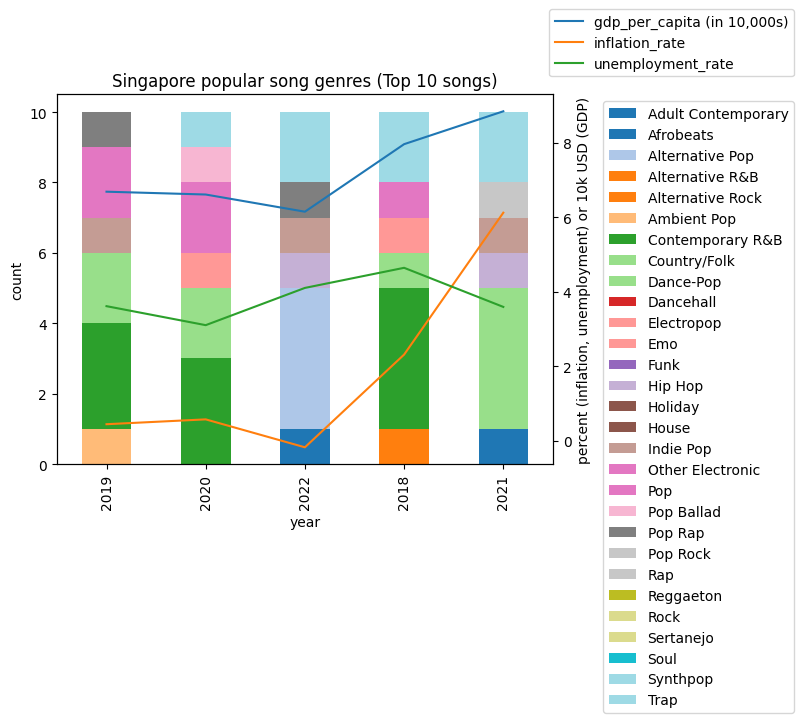 gdp_per_capita (in 10,000s)
inflation_rate
unemployment_rate
Singapore popular song genres (Top 10 songs)
10
8
6
4
2
0
count
2019
2020
2022
2018
2021
year
8
6
4
2
0
percent (inflation, unemployment) or 10k USD (GDP)
Adult Contemporary
Afrobeats
Alternative Pop
Alternative R&B
Alternative Rock
Ambient Pop
Contemporary R&B
Country/Folk
Dance-Pop
Dancehall
Electropop
Emo
Funk
Hip Hop
Holiday
House
Indie Pop
Other Electronic
Pop
Pop Ballad
Pop Rap
Pop Rock
Rap
Reggaeton
Rock
Sertanejo
Soul
Synthpop
Trap